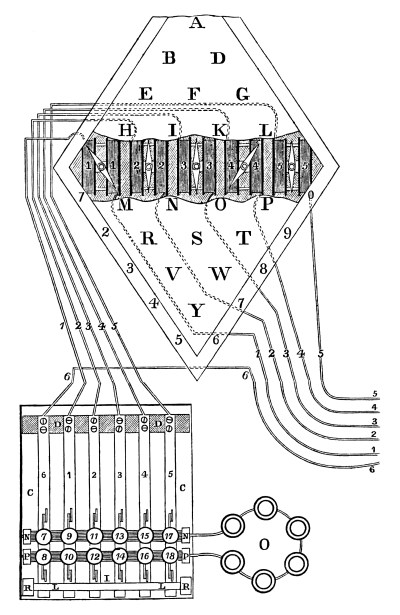 A
B D
E F G
H I K L
1 1 2 2 3 3 4 4 5 5
7 M N O P 0
2 R S T 9
3 V W 8
4 Y 7
5 6
1 2 3 4 5
1 2 3 4 5
6 6
5
4
3
2
1
6
D D
C 6 1 2 3 4 5 C
N 7 9 11 13 15 17 N
P 8 10 12 14 16 18 P
O
R L I L R